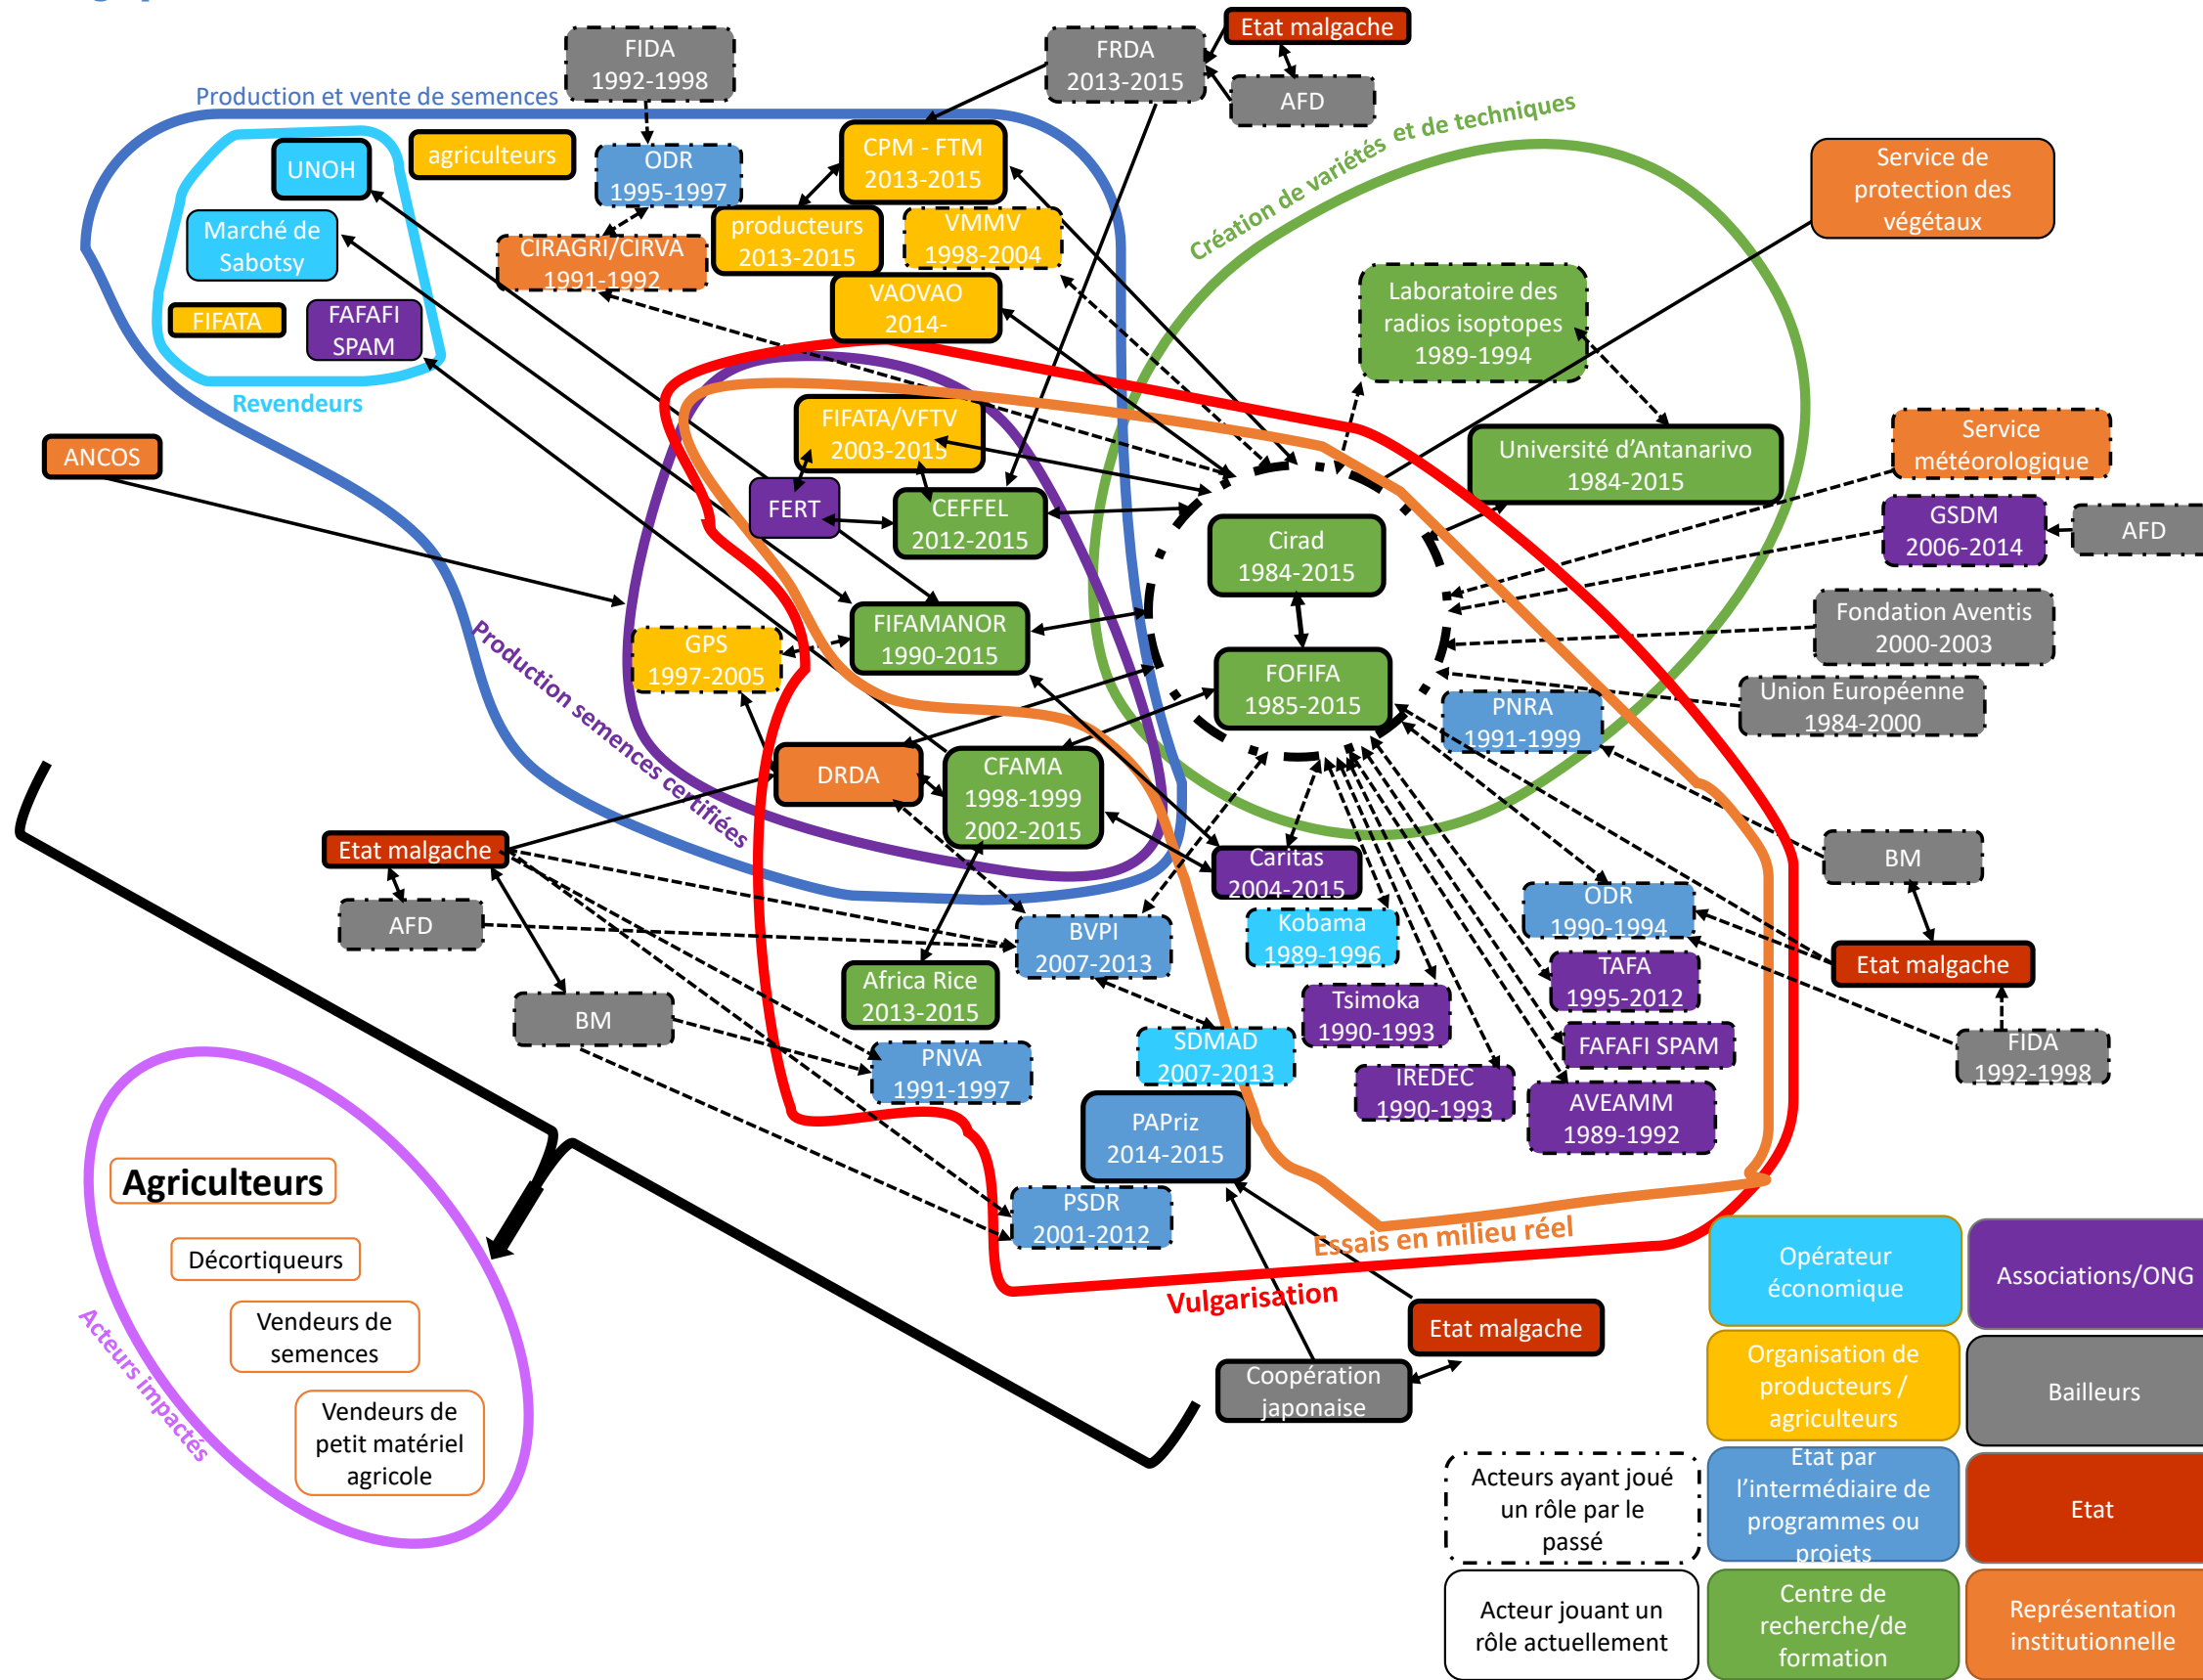 FIDA
1992-1998
FRDA
2013-2015
Etat malgache
AFD
Production et vente de semences
Création de variétés et de techniques
UNOH
agriculteurs
ODR
1995-1997
CPM - FTM
2013-2015
Service de
protection des
végétaux
Marché de
Sabotsy
CIRAGRI/CIRVA
1991-1992
producteurs
2013-2015
VMMV
1998-2004
FIFATA
FAFAFI
SPAM
VAOVAO
2014-
Laboratoire des
radios isoptopes
1989-1994
Revendeurs
ANCOS
FIFATA/VFTV
2003-2015
Université d'Antanarivo
1984-2015
Service
météorologique
FERT
CEFFEL
2012-2015
Cirad
1984-2015
GSDM
2006-2014
AFD
FIFAMANOR
1990-2015
GPS
1997-2005
Production semences certifiées
FOFIFA
1985-2015
Fondation Aventis
2000-2003
Union Européenne
1984-2000
PNRA
1991-1999
DRDA
CFAMA
1998-1999
2002-2015
Etat malgache
AFD
BM
Caritas
2004-2015
BM
Kobama
1989-1996
ODR
1990-1994
Etat malgache
BVPI
2007-2013
Africa Rice
2013-2015
TAFA
1995-2012
Tsimoka
1990-1993
FAFAFI SPAM
FIDA
1992-1998
SDMAD
2007-2013
PNVA
1991-1997
IREDEC
1990-1993
AVEAMM
1989-1992
PAPriz
2014-2015
PSDR
2001-2012
Essais en milieu réel
Vulgarisation
Etat malgache
Coopération
japonaise
Agriculteurs
Décortiqueurs
Vendeurs de
semences
Vendeurs de
petit matériel
agricole
Acteurs impactés
Opérateur
économique
Associations/ONG
Organisation de
producteurs /
agriculteurs
Bailleurs
Acteurs ayant joué
un rôle par le
passé
Etat par
l'intermédiaire de
programmes ou
projets
Etat
Acteur jouant un
rôle actuellement
Centre de
recherche/de
formation
Représentation
institutionnelle